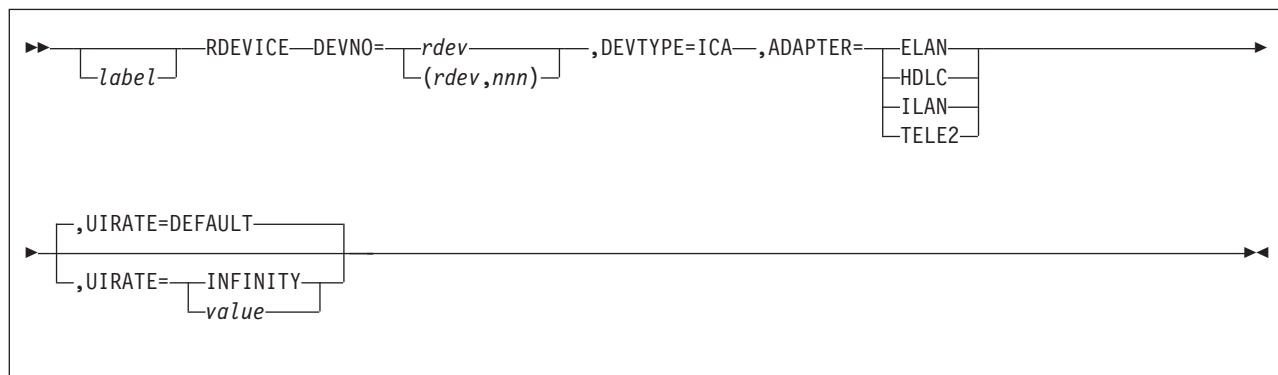 RDEVICE DEVNO= rdev ,DEVTYPE=ICA ,ADAPTER= ELAN
label (rdev,nnn) HDLC
ILAN
TELE2
,UIRATE=DEFAULT
,UIRATE= INFINITY
value